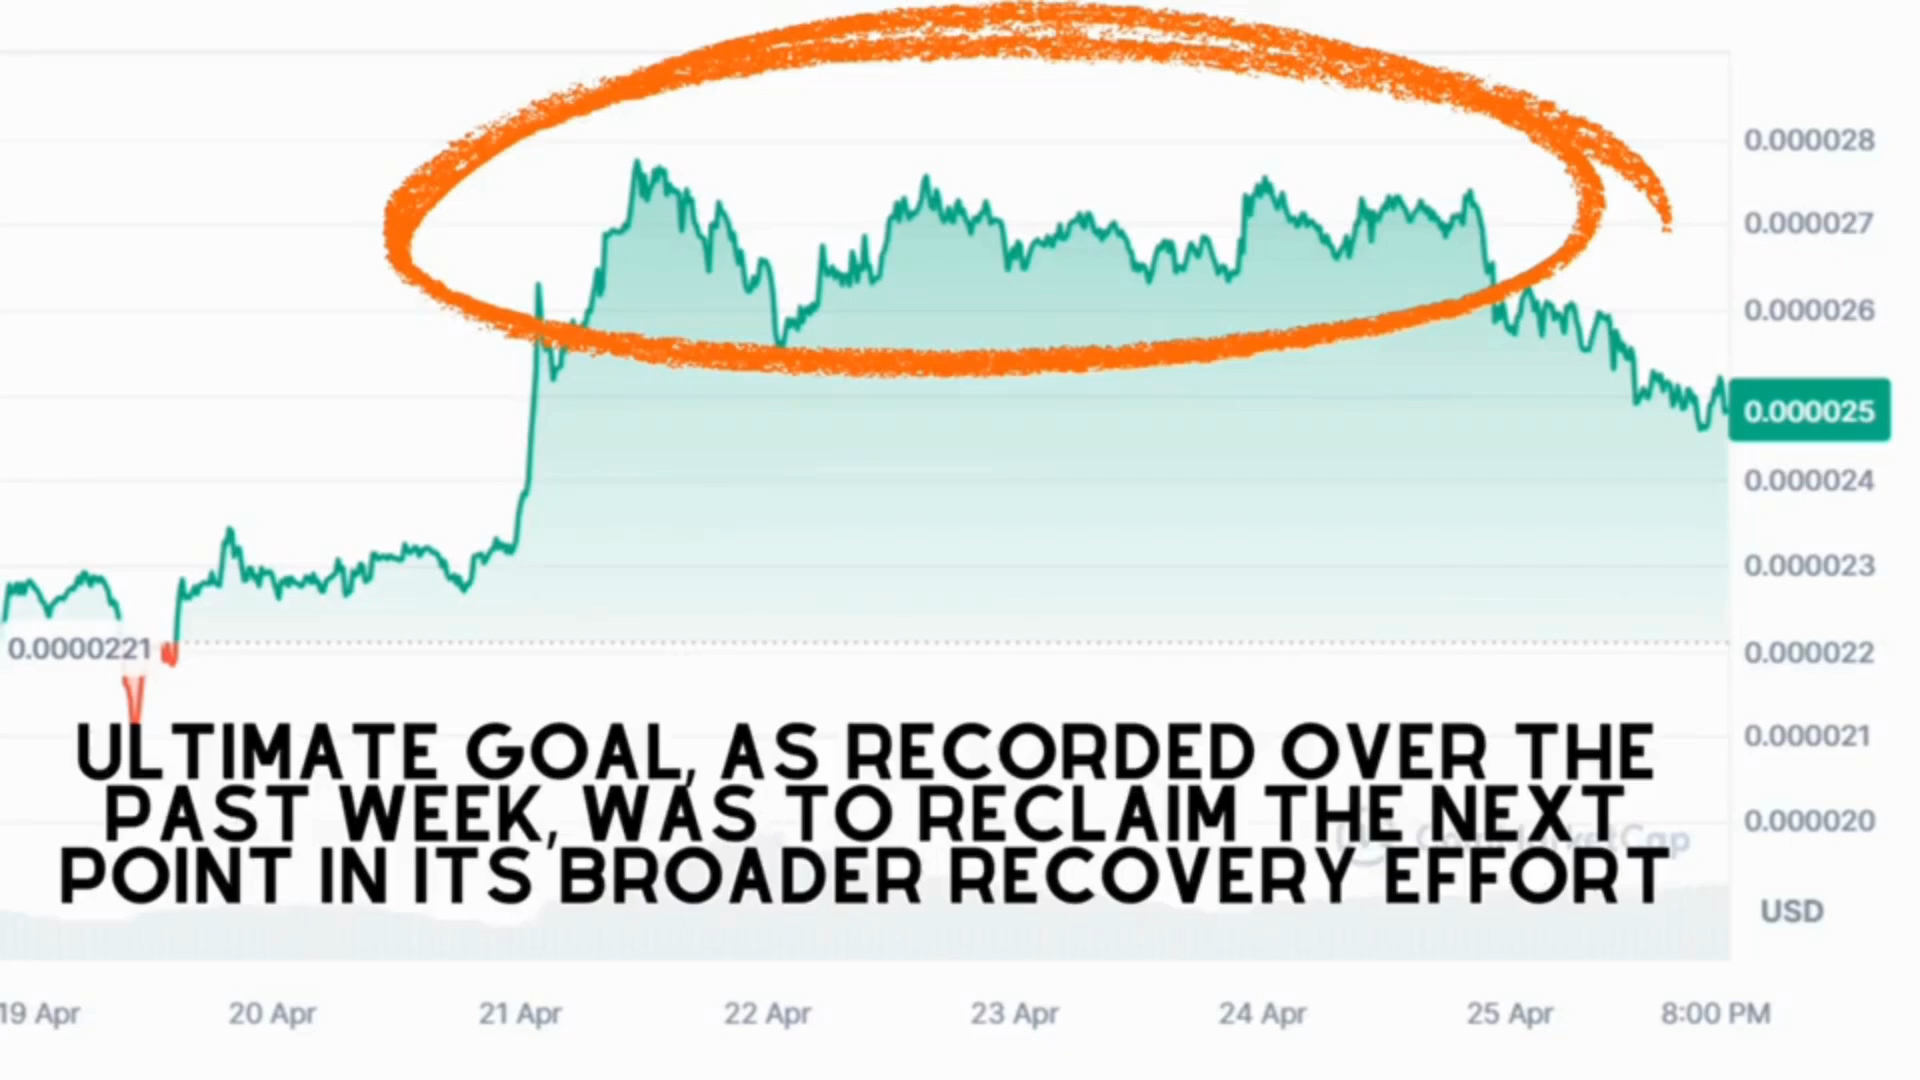 0.000028
0.000027
0.000026
0.000025
0.000024
0.000023
0.0000221
0.000022
0.000021
0.000020
ULTIMATE GOAL, AS RECORDED OVER THE
PAST WEEK, WAS TO RECLAIM THE NEXT
POINT IN ITS BROADER RECOVERY EFFORT
CoinMarketCap
USD
19 Apr 20 Apr 21 Apr 22 Apr 23 Apr 24 Apr 25 Apr 8:00 PM